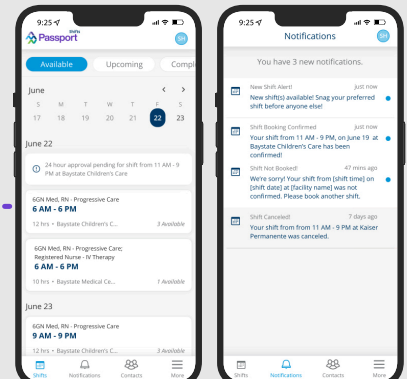 9:25
Shifts
Passport
SH
Available
Upcoming
Compl
June
S M T W T F S
17 18 19 20 21 22 23
June 22
24 hour approval pending for shift from 11 AM - 9
PM at Baystate Children's Care
6GN Med, RN - Progressive Care
6 AM - 6 PM
12 hrs • Baystate Children's C...
3 Available
6GN Med, RN - Progressive Care;
Registered Nurse - IV Therapy
6 AM - 6 PM
10 hrs • Baystate Medical Ce...
1 Available
June 23
6GN Med, RN - Progressive Care
9 AM - 9 PM
12 hrs • Baystate Children's C...
3 Available
Shifts
Notifications
Contacts
More
9:25
Notifications
SH
You have 3 new notifications.
New Shift Alert!
Just now
New shift(s) available! Snag your preferred
shift before anyone else!
Shift Booking Confirmed
Just now
Your shift from 11 AM - 9 PM, on June 19 at
Baystate Children's Care has been
confirmed!
Shift Not Booked!
47 mins ago
We're sorry! Your shift from [shift time] on
[shift date] at [facility name] was not
confirmed. Please book another shift.
Shift Canceled!
7 days ago
Your shift from from 11 AM - 9 PM at Kaiser
Permanente was canceled.
Shifts
Notifications
Contacts
More